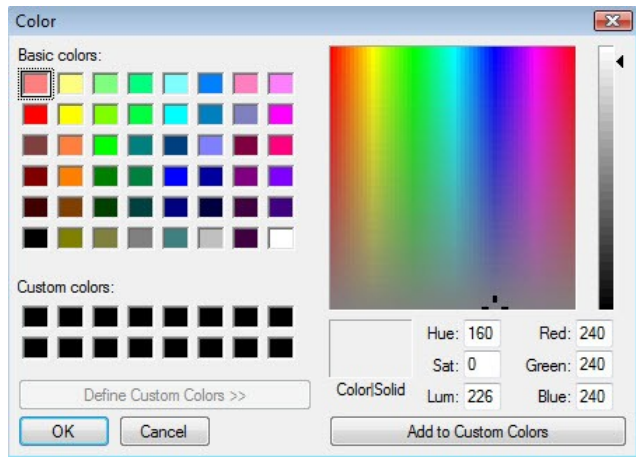 Color
Basic colors:
Custom colors:
Define Custom Colors >>
OK Cancel
Color|Solid
Hue: 160 Red: 240
Sat: 0 Green: 240
Lum: 226 Blue: 240
Add to Custom Colors